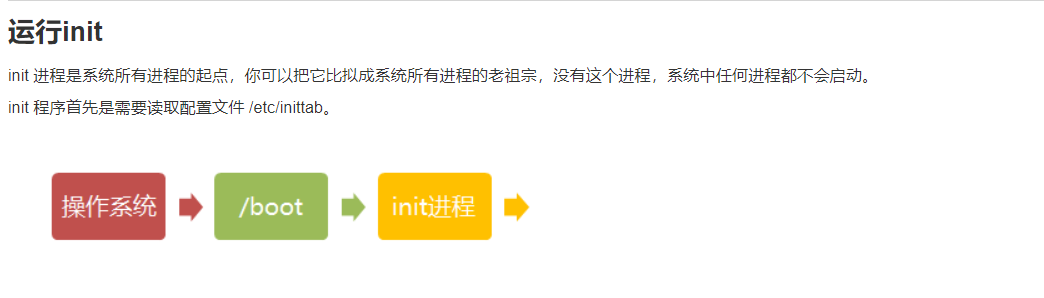 运行init
init 进程是系统所有进程的起点，你可以把它比拟成系统所有进程的老祖宗，没有这个进程，系统中任何进程都不会启动。
init 程序首先是需要读取配置文件 /etc/inittab。
操作系统 /boot init进程